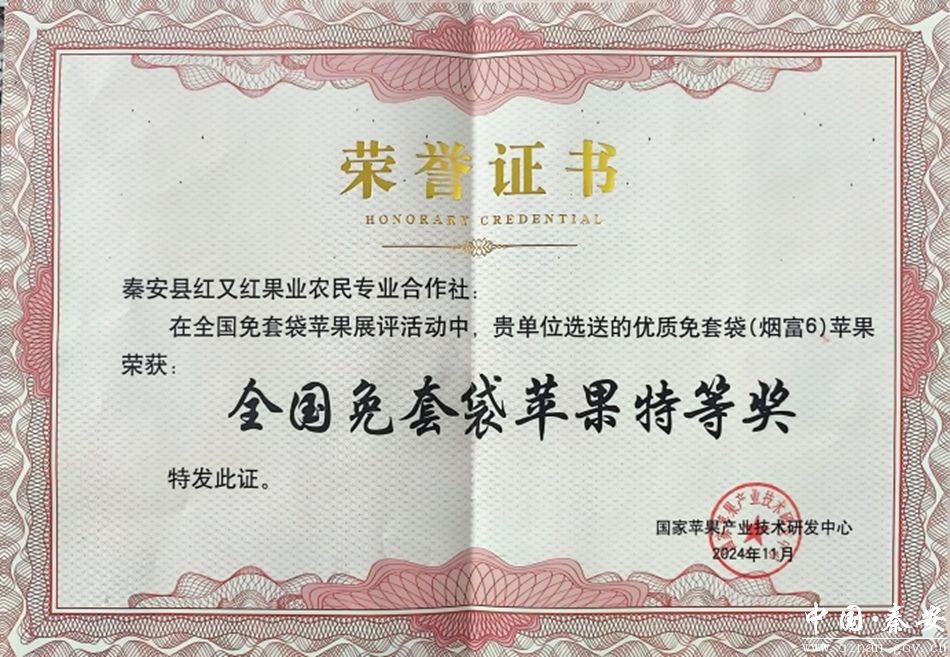 荣誉证书
HONORARY CREDENTIAL
秦安县红又红果业农民专业合作社:
在全国免套袋苹果展评活动中，贵单位选送的优质免套袋(烟富6)苹果
荣获:
全国免套袋苹果特等奖
特发此证。
国家苹果产业技术研发中心
2024年11月
中国·秦安
www.qinan.gov.cn